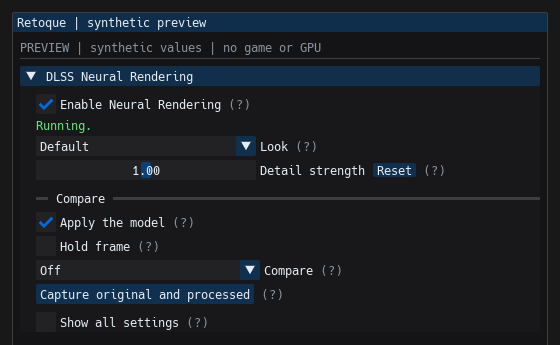 Retoque | synthetic preview
PREVIEW | synthetic values | no game or GPU
DLSS Neural Rendering
Enable Neural Rendering (?)
Running.
Default Look (?)
1.00 Detail strength Reset (?)
Compare
Apply the model (?)
Hold frame (?)
Off Compare (?)
Capture original and processed (?)
Show all settings (?)